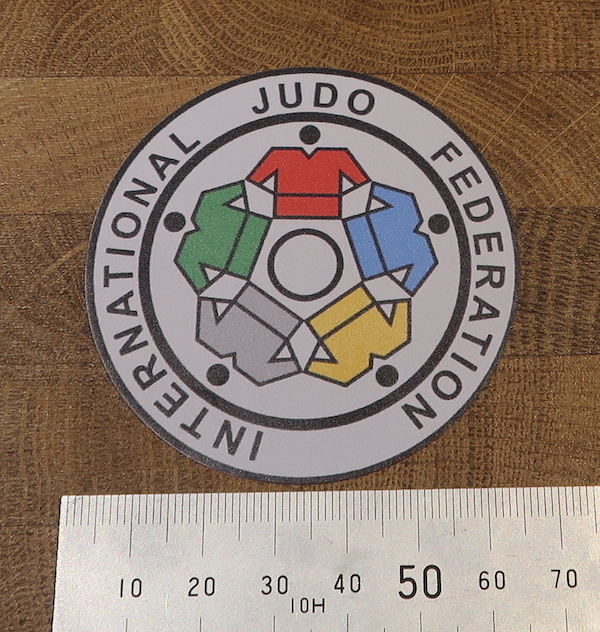 INTERNATIONAL JUDO FEDERATION
10 20 30 40 50 60 70
10H